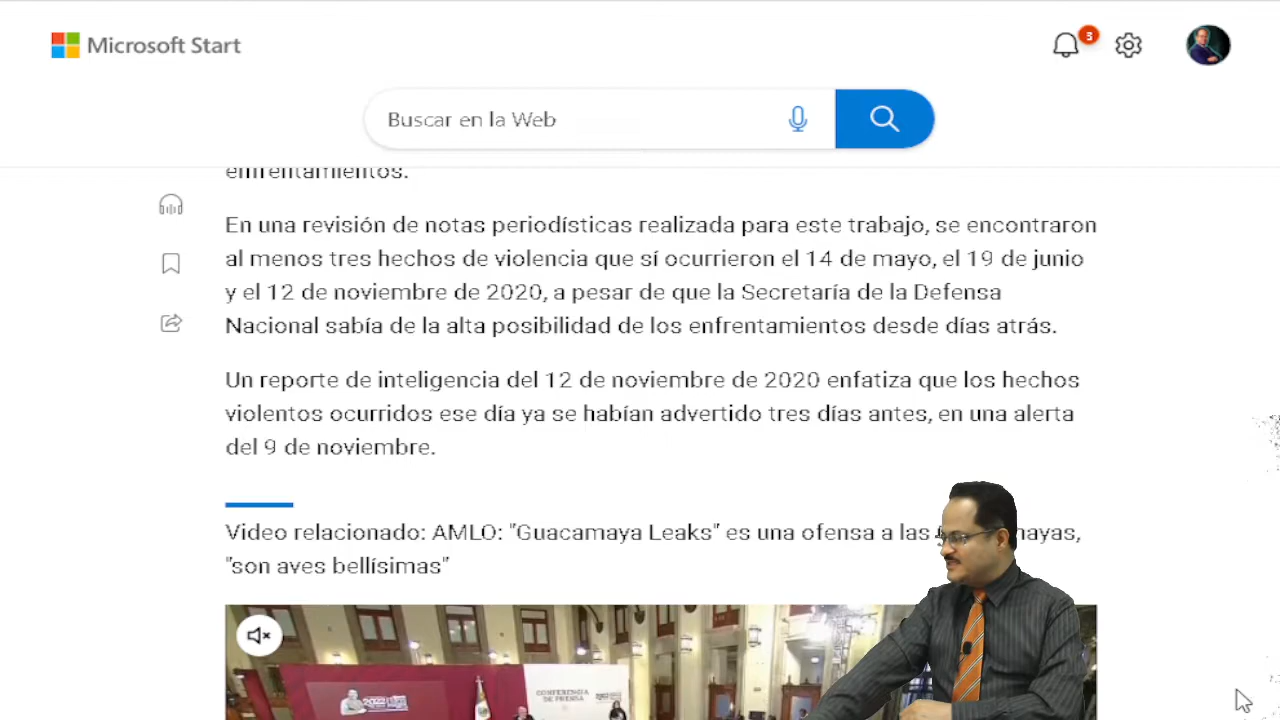 Microsoft Start
3
Buscar en la Web
enfrentamientos.
En una revisión de notas periodísticas realizada para este trabajo, se encontraron
al menos tres hechos de violencia que sí ocurrieron el 14 de mayo, el 19 de junio
y el 12 de noviembre de 2020, a pesar de que la Secretaría de la Defensa
Nacional sabía de la alta posibilidad de los enfrentamientos desde días atrás.
Un reporte de inteligencia del 12 de noviembre de 2020 enfatiza que los hechos
violentos ocurridos ese día ya se habían advertido tres días antes, en una alerta
del 9 de noviembre.
Vídeo relacionado: AMLO: "Guacamaya Leaks" es una ofensa a las
"son aves bellísimas"
CONFERENCIA
DE PRENSA
2022